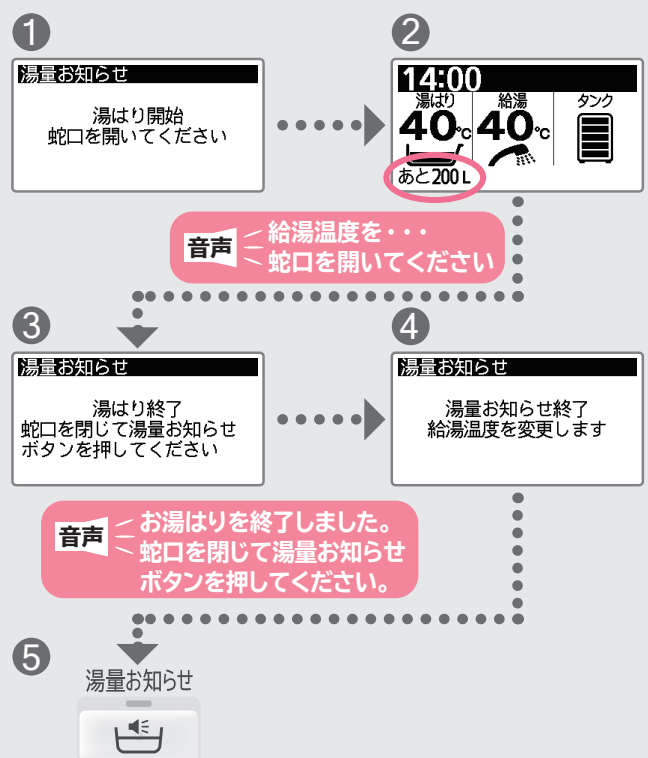 1
湯量お知らせ
湯はり開始
蛇口を開いてください
2
14:00
湯はり 給湯 タンク
40℃ 40℃
あと200L
音声
給湯温度を・・・
蛇口を開いてください
3
湯量お知らせ
湯はり終了
蛇口を閉じて湯量お知らせ
ボタンを押してください
4
湯量お知らせ
湯量お知らせ終了
給湯温度を変更します
音声
お湯はりを終了しました。
蛇口を閉じて湯量お知らせ
ボタンを押してください。
5
湯量お知らせ